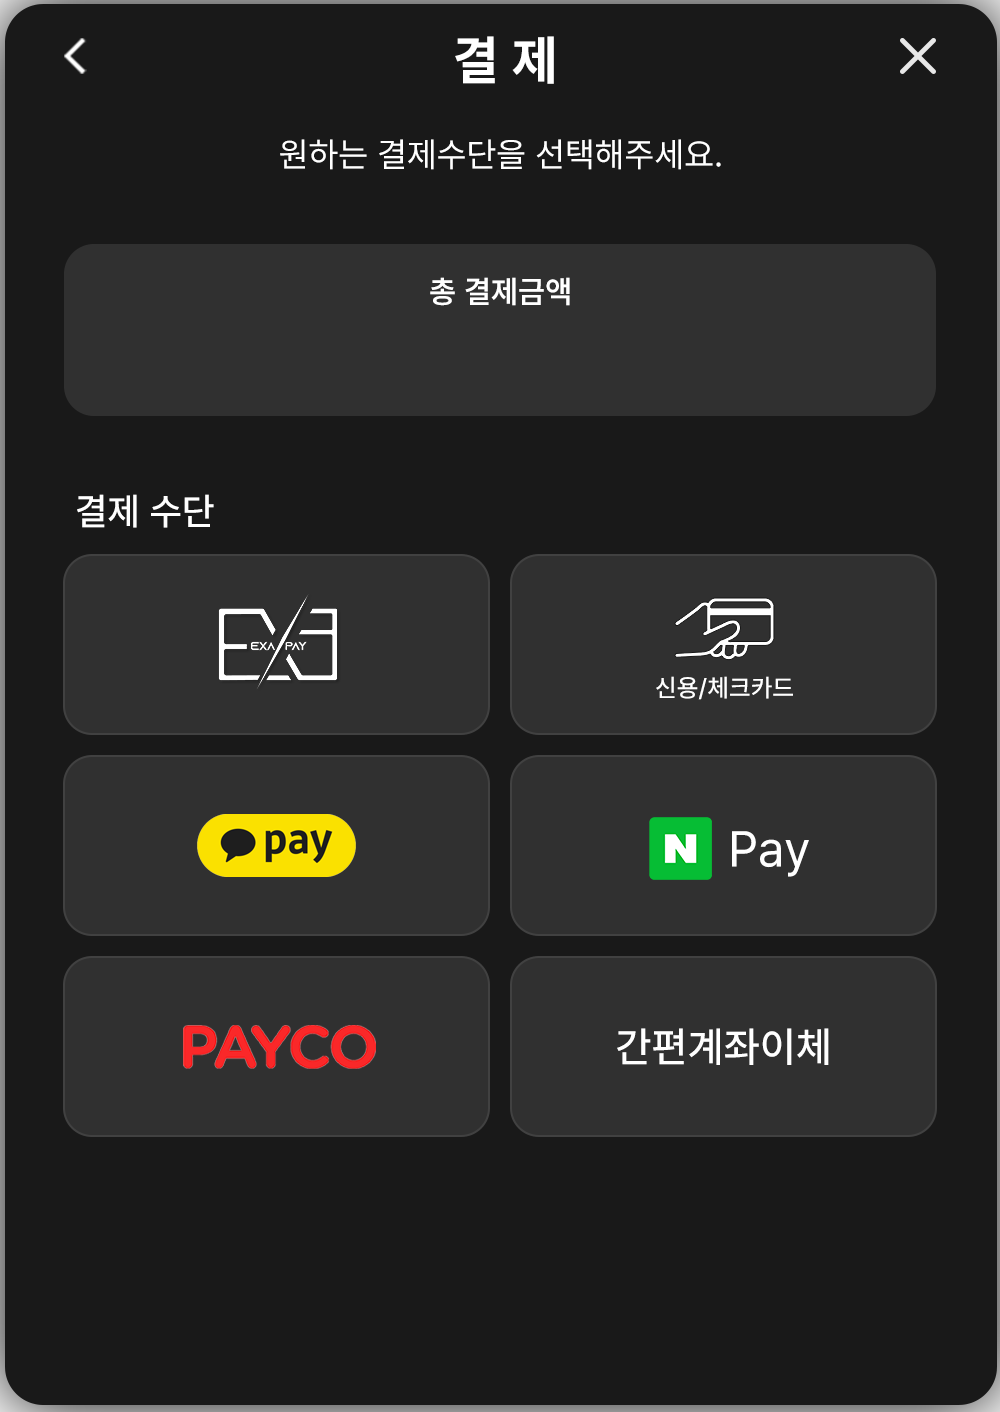 결 제
원하는 결제수단을 선택해주세요.
총 결제금액
결제 수단
EXA PAY
신용/체크카드
pay
N Pay
PAYCO
간편계좌이체